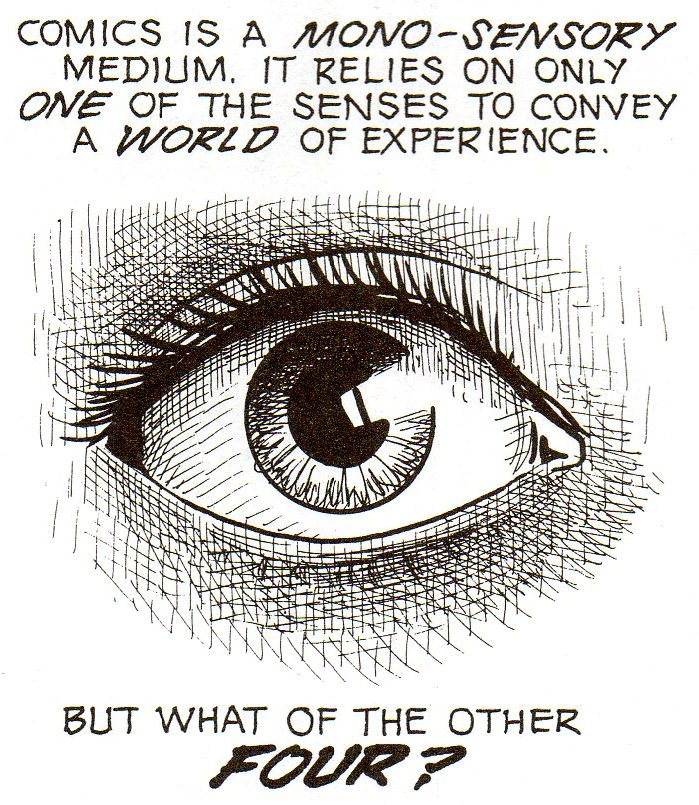 COMICS IS A MONO-SENSORY
MEDIUM. IT RELIES ON ONLY
ONE OF THE SENSES TO CONVEY
A WORLD OF EXPERIENCE.
BUT WHAT OF THE OTHER
FOUR?